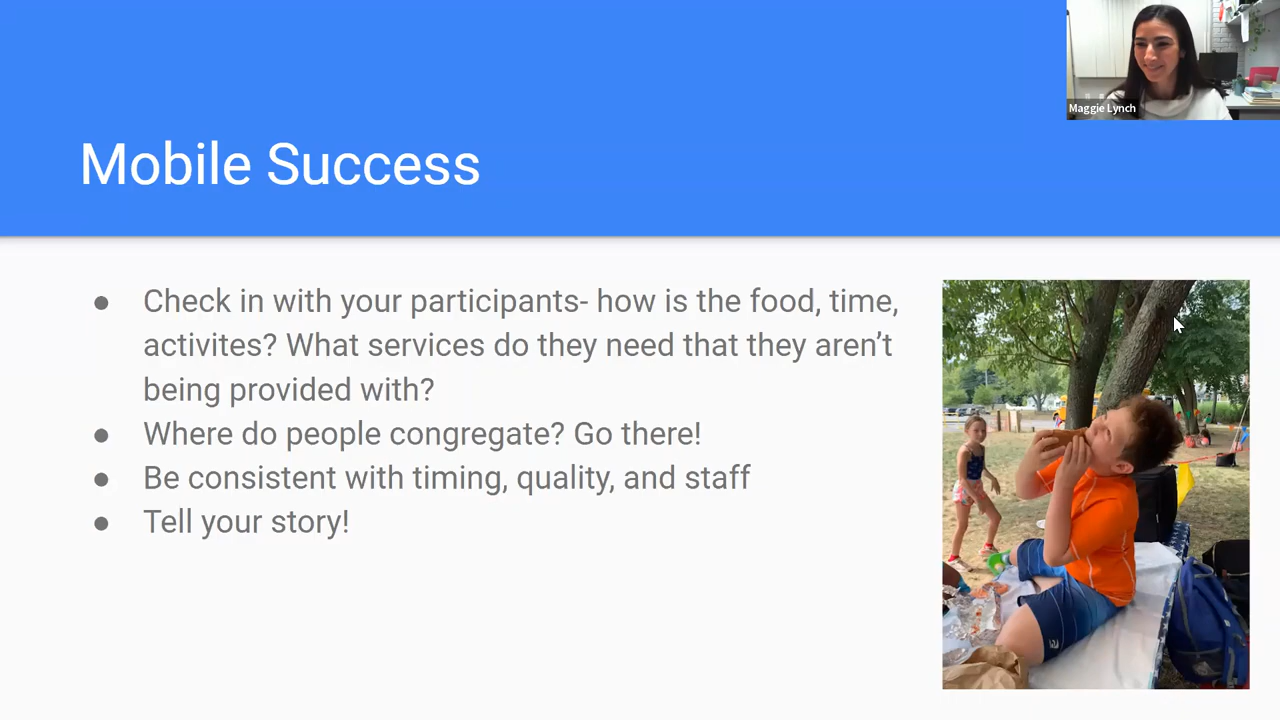 Maggie Lynch
Mobile Success
● Check in with your participants- how is the food, time,
activites? What services do they need that they aren't
being provided with?
● Where do people congregate? Go there!
● Be consistent with timing, quality, and staff
● Tell your story!